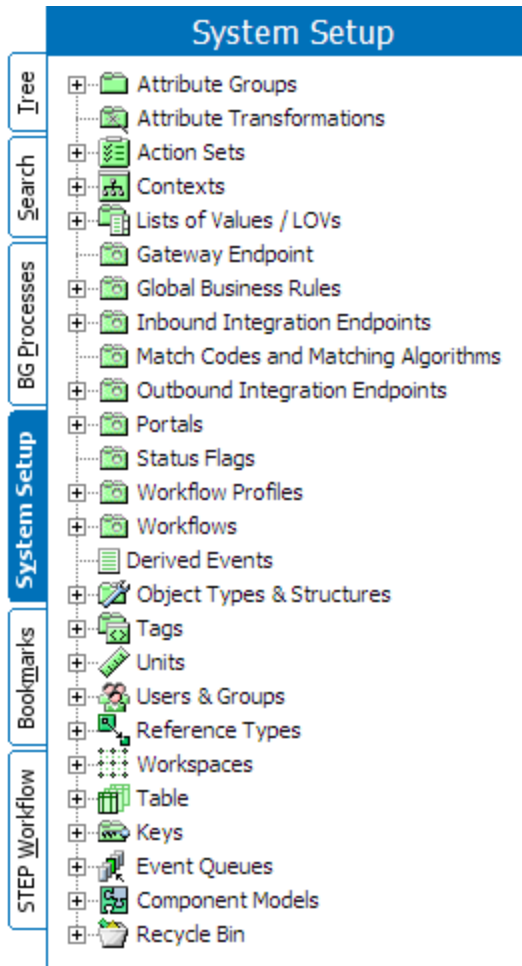 System Setup
Tree
Search
BG Processes
System Setup
Bookmarks
STEP Workflow
Attribute Groups
Attribute Transformations
Action Sets
Contexts
Lists of Values / LOVs
Gateway Endpoint
Global Business Rules
Inbound Integration Endpoints
Match Codes and Matching Algorithms
Outbound Integration Endpoints
Portals
Status Flags
Workflow Profiles
Workflows
Derived Events
Object Types & Structures
Tags
Units
Users & Groups
Reference Types
Workspaces
Table
Keys
Event Queues
Component Models
Recycle Bin